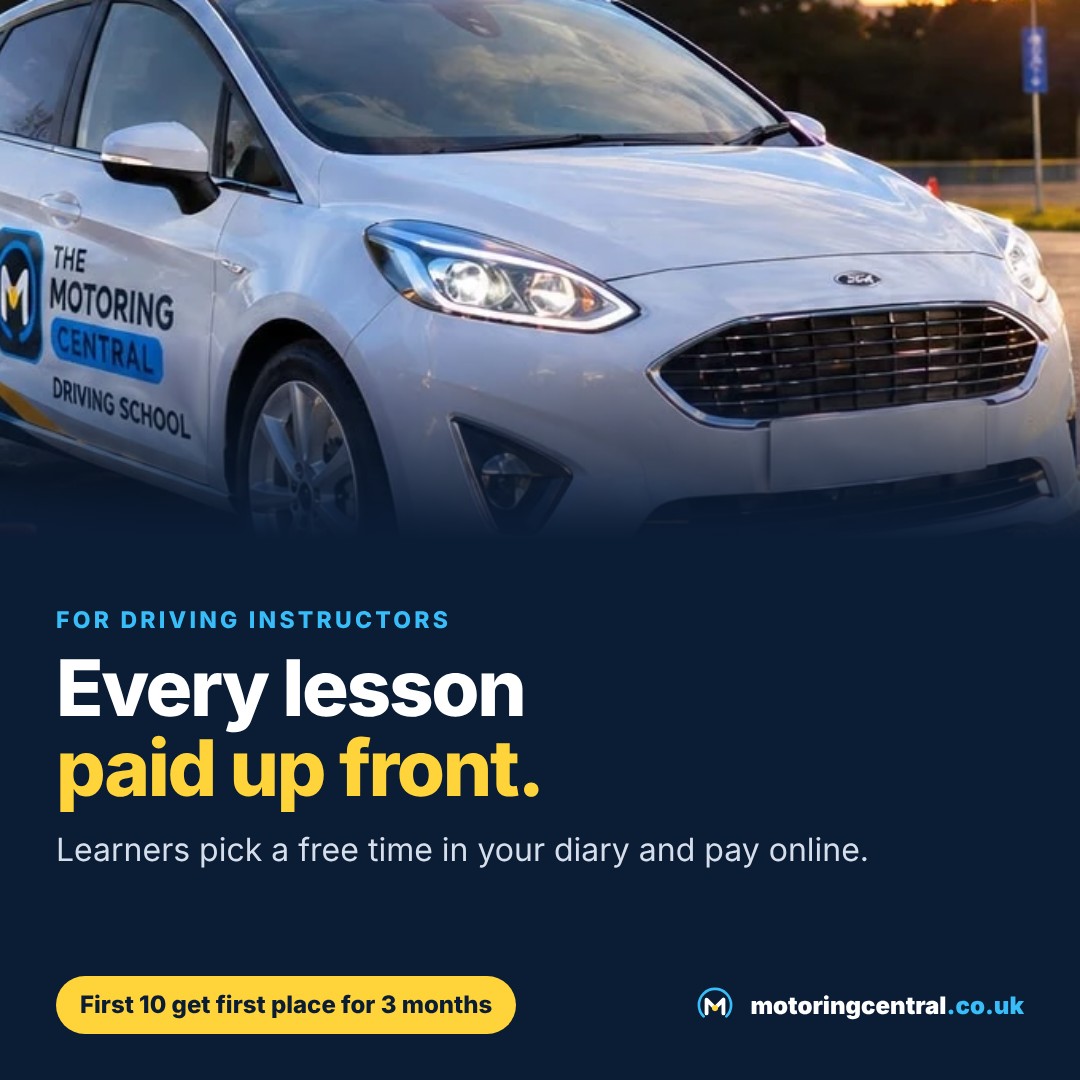 THE
MOTORING
CENTRAL
DRIVING SCHOOL
FOR DRIVING INSTRUCTORS
Every lesson
paid up front.
Learners pick a free time in your diary and pay online.
First 10 get first place for 3 months
motoringcentral.co.uk